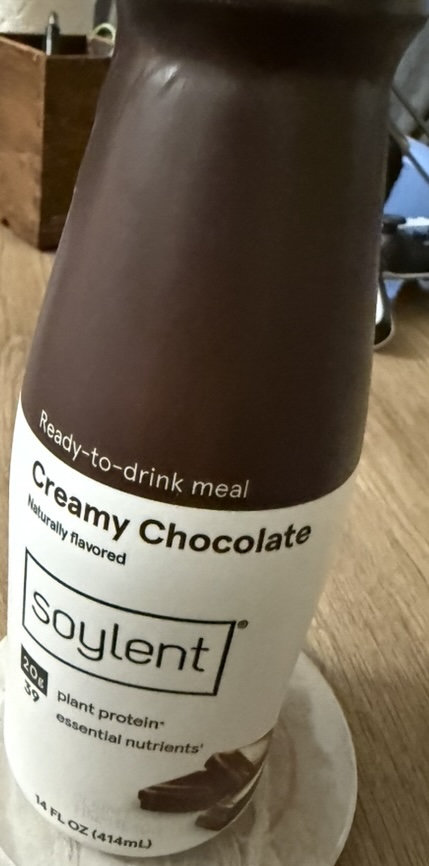 Ready-to-drink meal
Creamy Chocolate
Naturally flavored
soylent®
20g plant protein*
39 essential nutrients†
14 FL OZ (414mL)